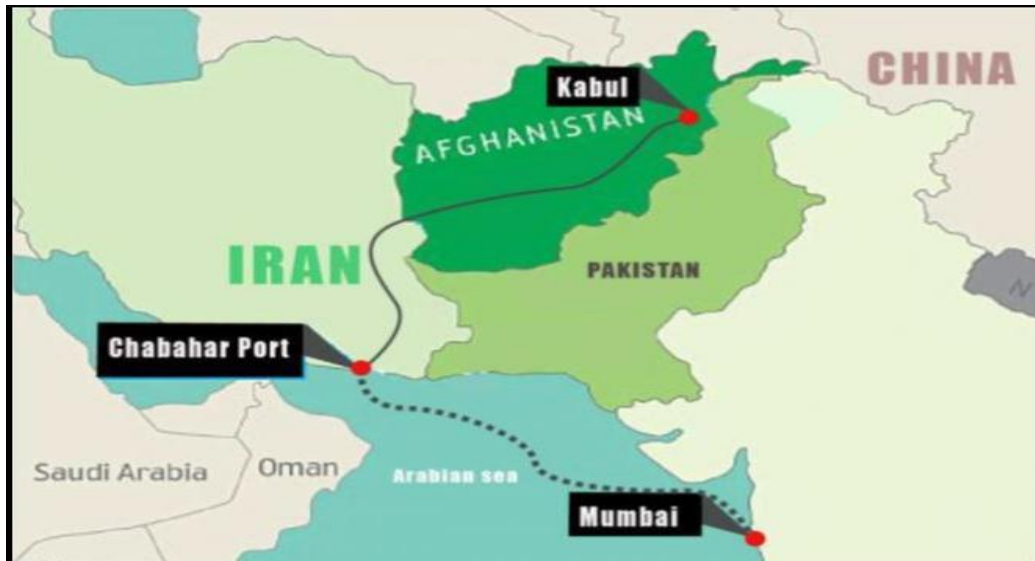 CHINA
Kabul
AFGHANISTAN
IRAN
PAKISTAN
N
Chabahar Port
Saudi Arabia
Oman
Arabian sea
Mumbai